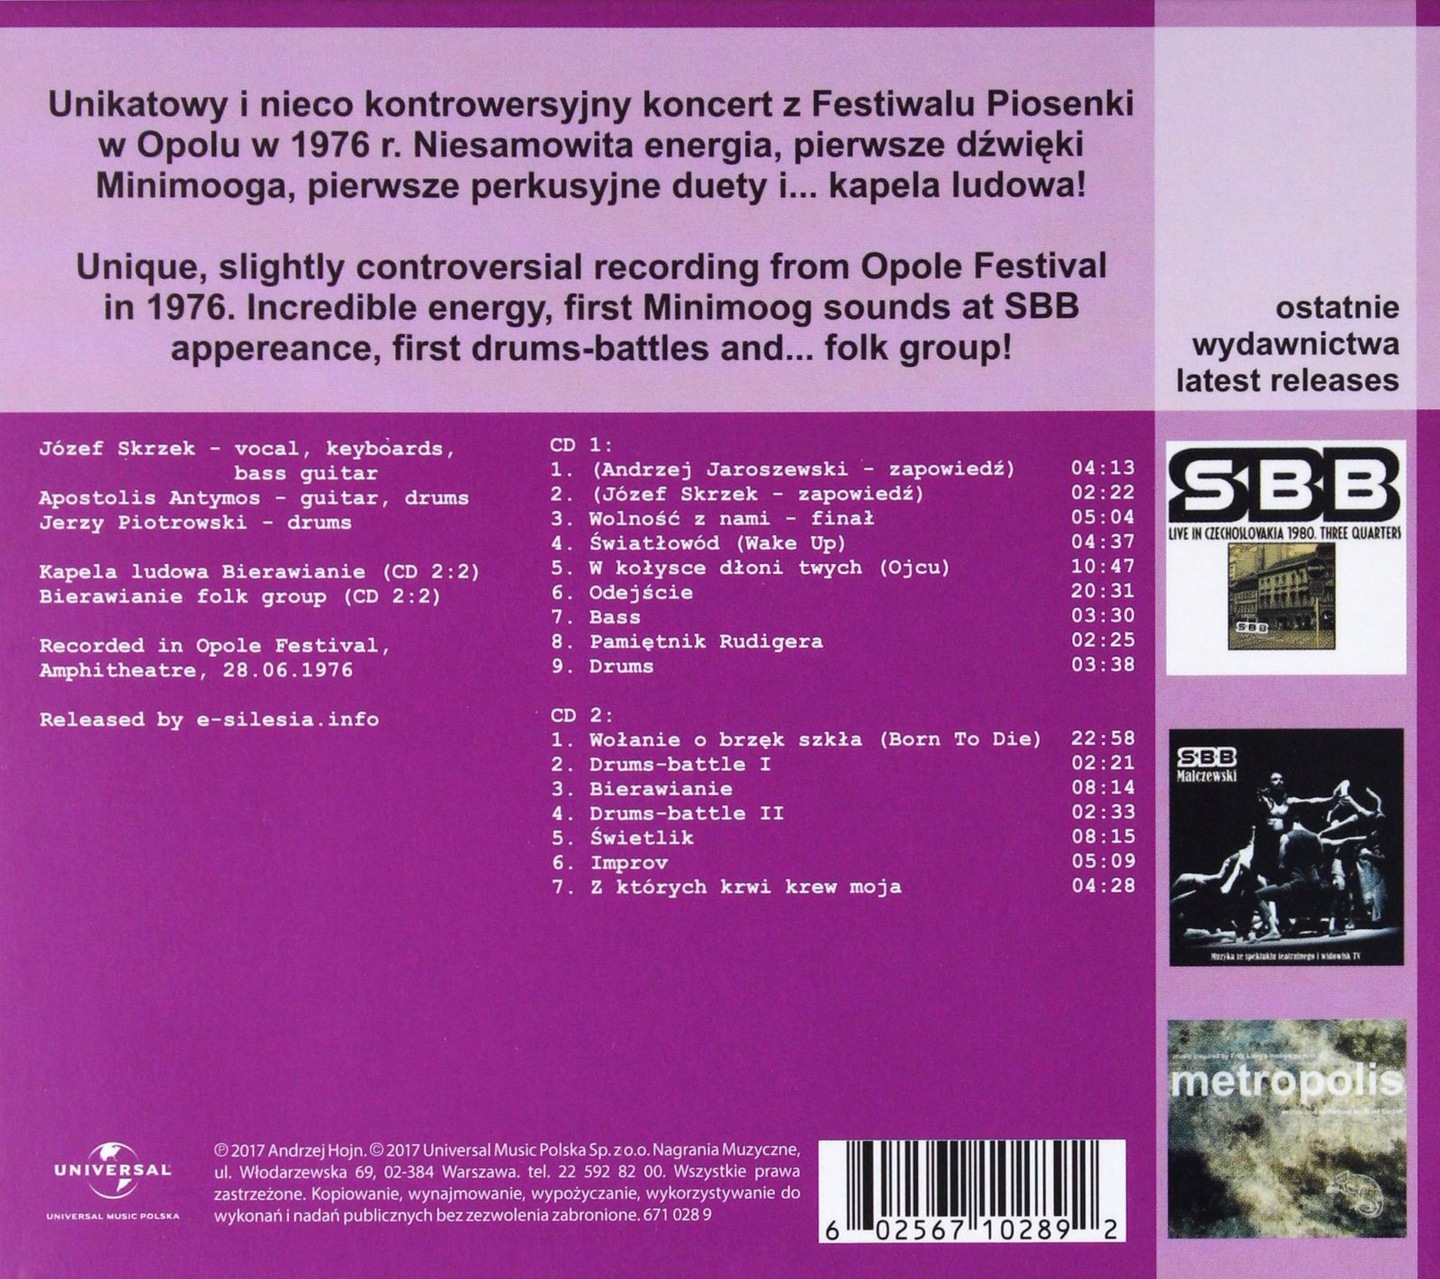 Unikatowy i nieco kontrowersyjny koncert z Festiwalu Piosenki
w Opolu w 1976 r. Niesamowita energia, pierwsze dźwięki
Minimooga, pierwsze perkusyjne duety i... kapela ludowa!
Unique, slightly controversial recording from Opole Festival
in 1976. Incredible energy, first Minimoog sounds at SBB
appereance, first drums-battles and... folk group!
ostatnie
wydawnictwa
latest releases
Józef Skrzek - vocal, keyboards,
bass guitar
Apostolis Antymos - guitar, drums
Jerzy Piotrowski - drums
Kapela ludowa Bierawianie (CD 2:2)
Bierawianie folk group (CD 2:2)
Recorded in Opole Festival,
Amphitheatre, 28.06.1976
Released by e-silesia.info
CD 1:
1. (Andrzej Jaroszewski - zapowiedź) 04:13
2. (Józef Skrzek - zapowiedź) 02:22
3. Wolność z nami - finał 05:04
4. Światłowód (Wake Up) 04:37
5. W kołysce dłoni twych (Ojcu) 10:47
6. Odejście 20:31
7. Bass 03:30
8. Pamiętnik Rudigera 02:25
9. Drums 03:38
CD 2:
1. Wołanie o brzęk szkła (Born To Die) 22:58
2. Drums-battle I 02:21
3. Bierawianie 08:14
4. Drums-battle II 02:33
5. Świetlik 08:15
6. Improv 05:09
7. Z których krwi krew moja 04:28
SBB
LIVE IN CZECHOSLOVAKIA 1980. THREE QUARTERS
SBB
SBB
Malczewski
Muzyka ze spektaklu teatralnego i widowisk TV
music inspired by Fritz Lang's
metropolis
UNIVERSAL
UNIVERSAL MUSIC POLSKA
℗ 2017 Andrzej Hojn. © 2017 Universal Music Polska Sp. z o.o. Nagrania Muzyczne,
ul. Włodarzewska 69, 02-384 Warszawa. tel. 22 592 82 00. Wszystkie prawa
zastrzeżone. Kopiowanie, wynajmowanie, wypożyczanie, wykorzystywanie do
wykonań i nadań publicznych bez zezwolenia zabronione. 671 028 9
6 02567 10289 2